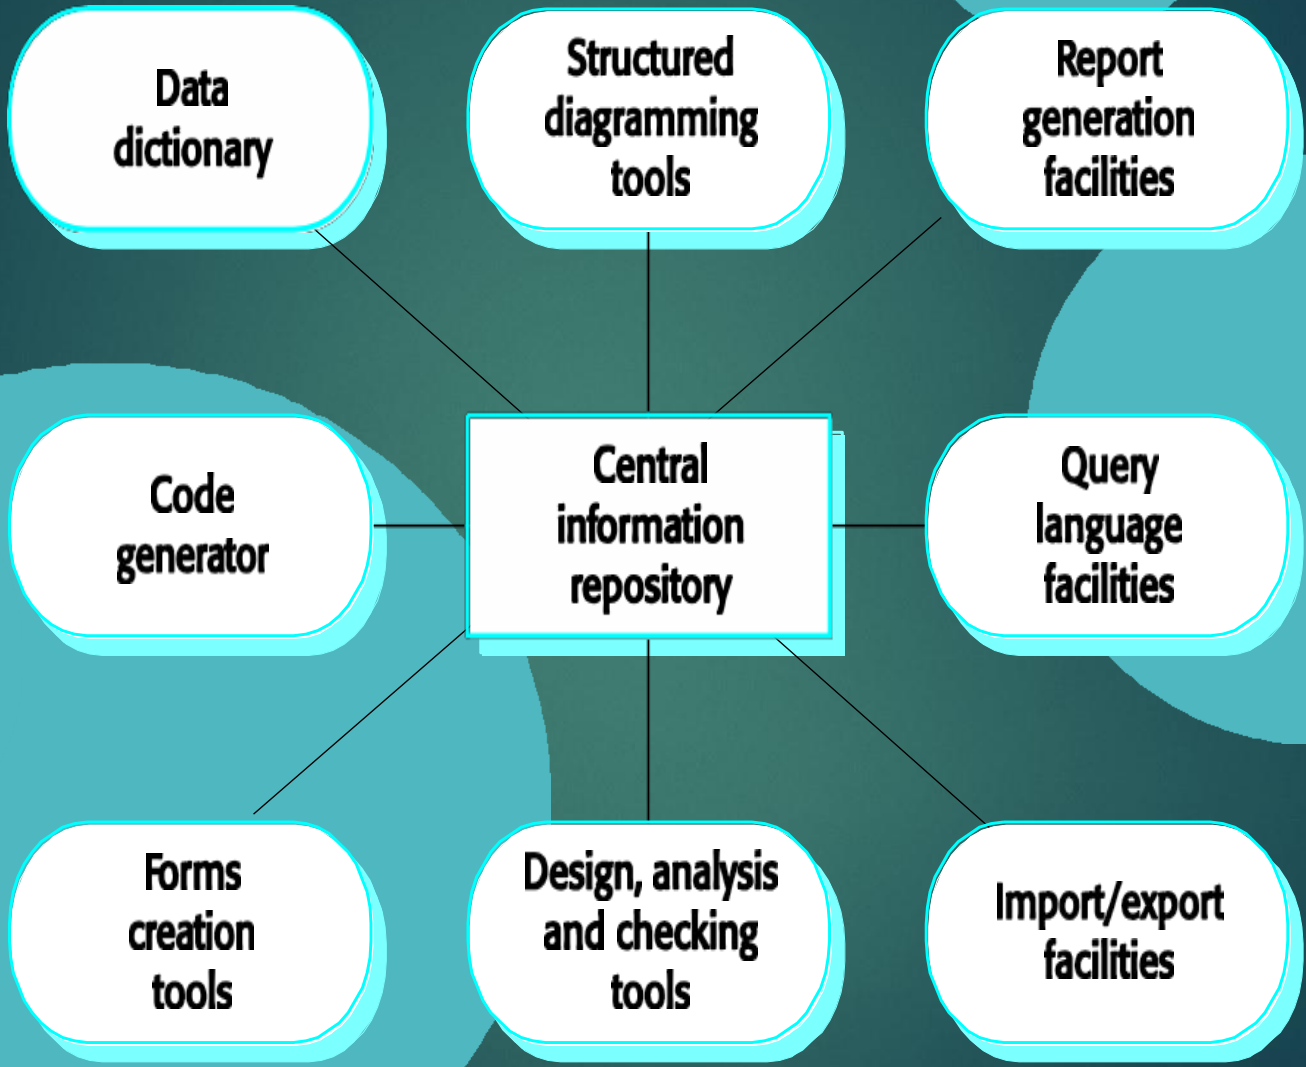 Data
dictionary
Structured
diagramming
tools
Report
generation
facilities
Code
generator
Central
information
repository
Query
language
facilities
Forms
creation
tools
Design, analysis
and checking
tools
Import/export
facilities